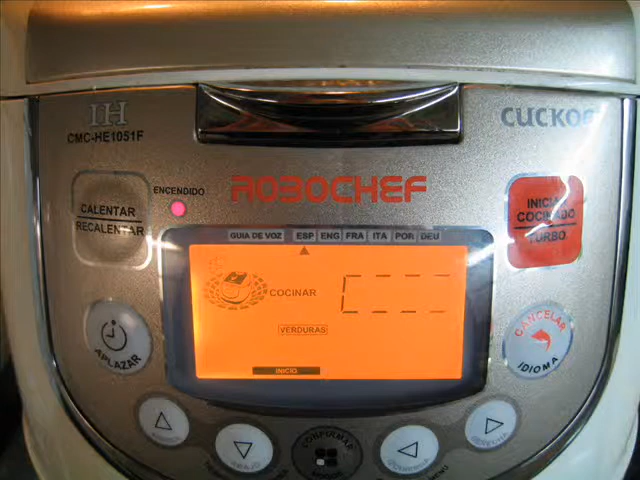 IH
CMC-HE1051F
CUCKOO
ENCENDIDO
ROBOCHEF
CALENTAR
RECALENTAR
INICIO
COCINADO
TURBO
GUIA DE VOZ ESP ENG FRA ITA POR DEU
COCINAR
VERDURAS
INICIO
APLAZAR
CANCELAR
IDIOMA
CONFIRMAR